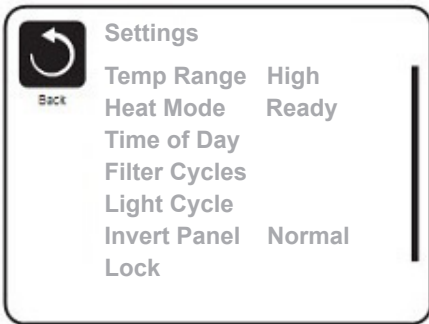 Settings
Back
Temp Range High
Heat Mode Ready
Time of Day
Filter Cycles
Light Cycle
Invert Panel Normal
Lock